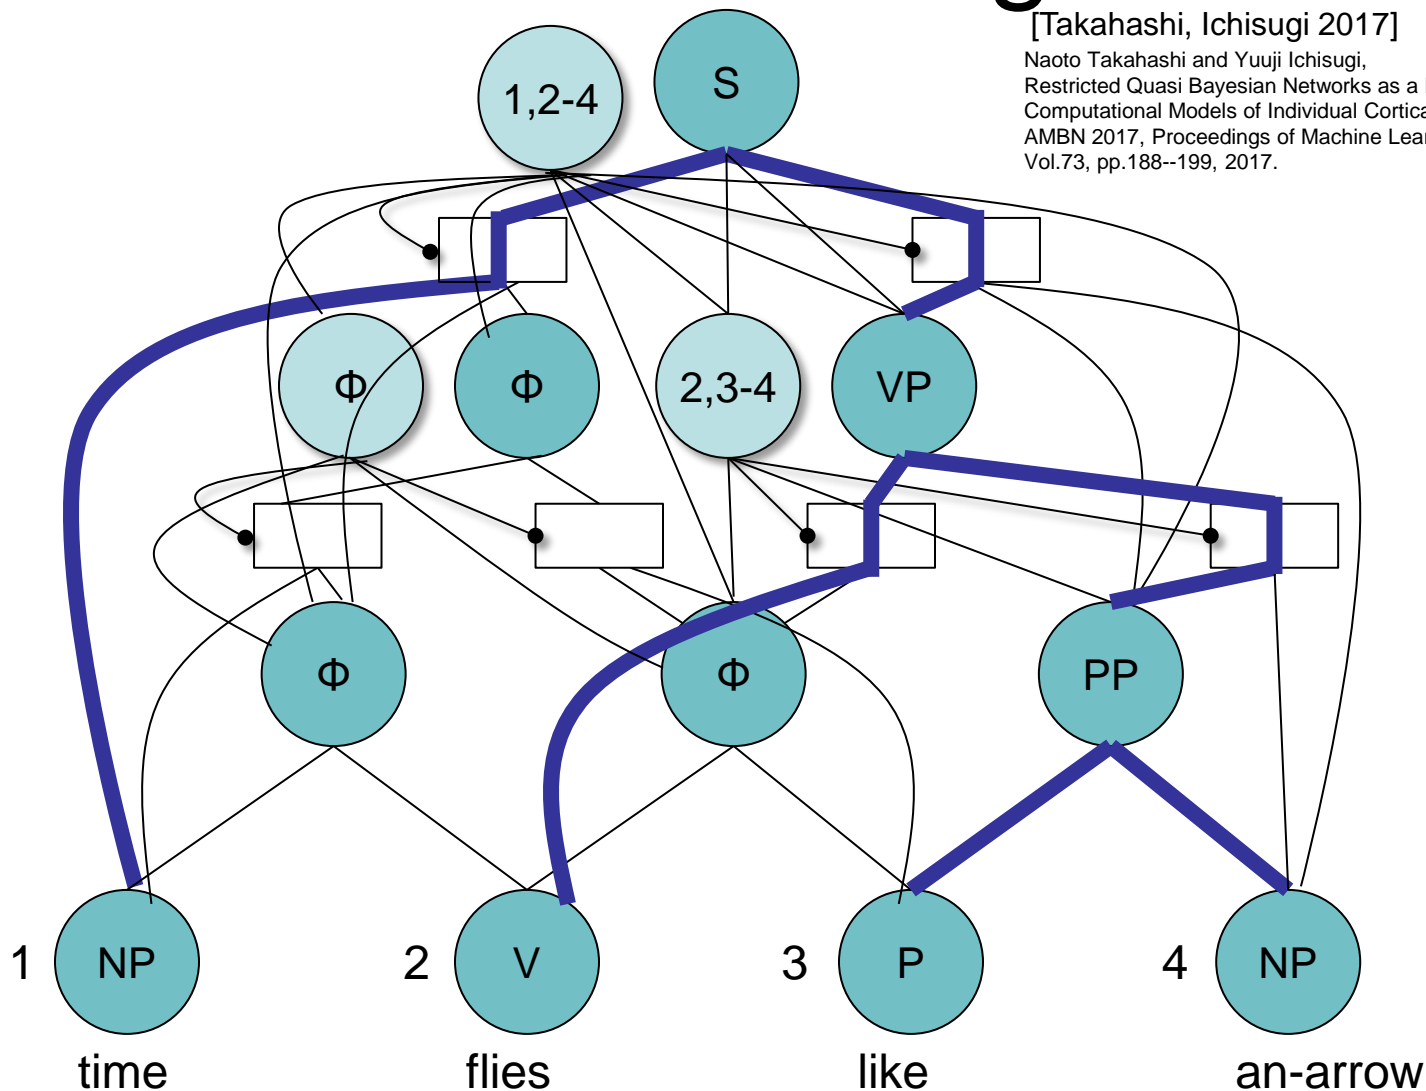 g
[Takahashi, Ichisugi 2017]
Naoto Takahashi and Yuuji Ichisugi,
Restricted Quasi Bayesian Networks as a
Computational Models of Individual
AMBN 2017, Proceedings of Machine
Vol.73, pp.188--199, 2017.
1,2-4 S
Φ Φ 2,3-4 VP
Φ Φ PP
1 NP 2 V 3 P 4 NP
time flies like an-arrow